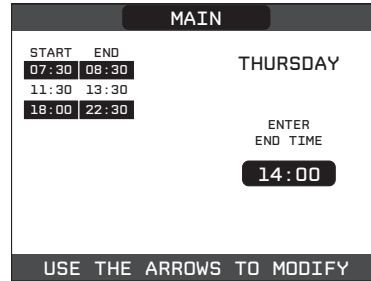 MAIN
START END
07:30 08:30
11:30 13:30
18:00 22:30
THURSDAY
ENTER
END TIME
14:00
USE THE ARROWS TO MODIFY